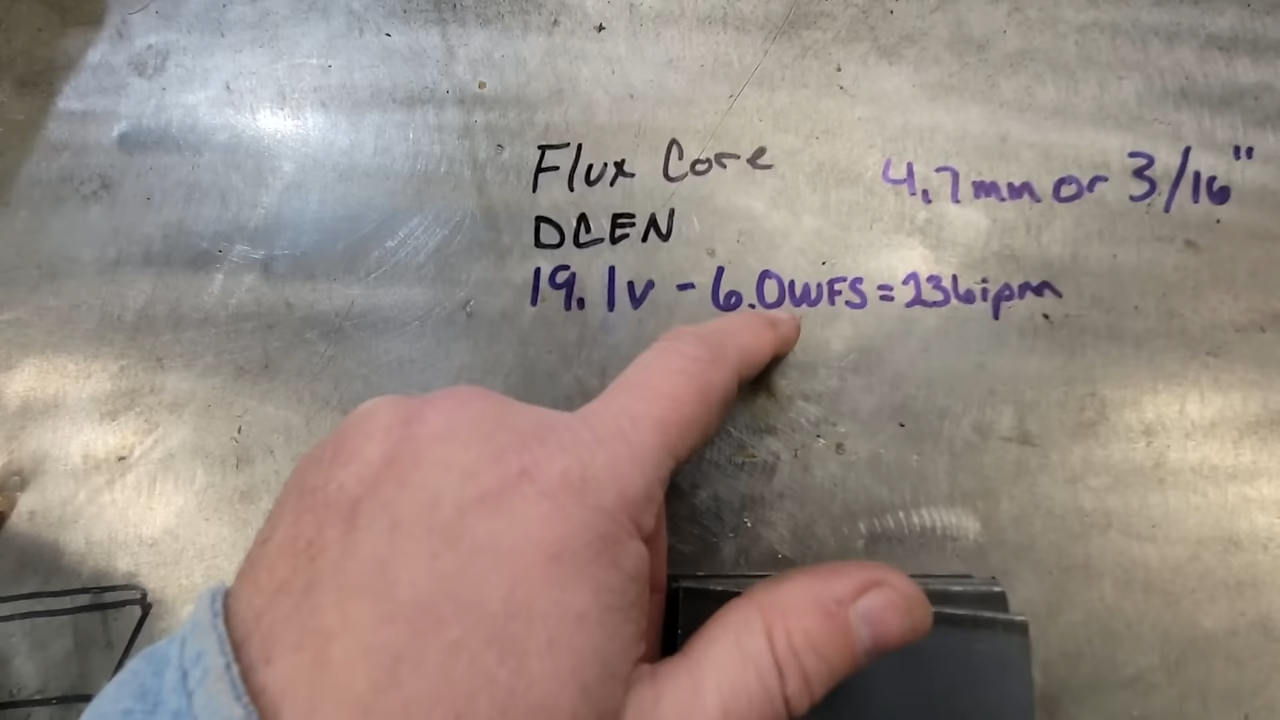 Flux Core
4.7mm or 3/16"
DCEN
19.1v - 6.0WFS = 236ipm